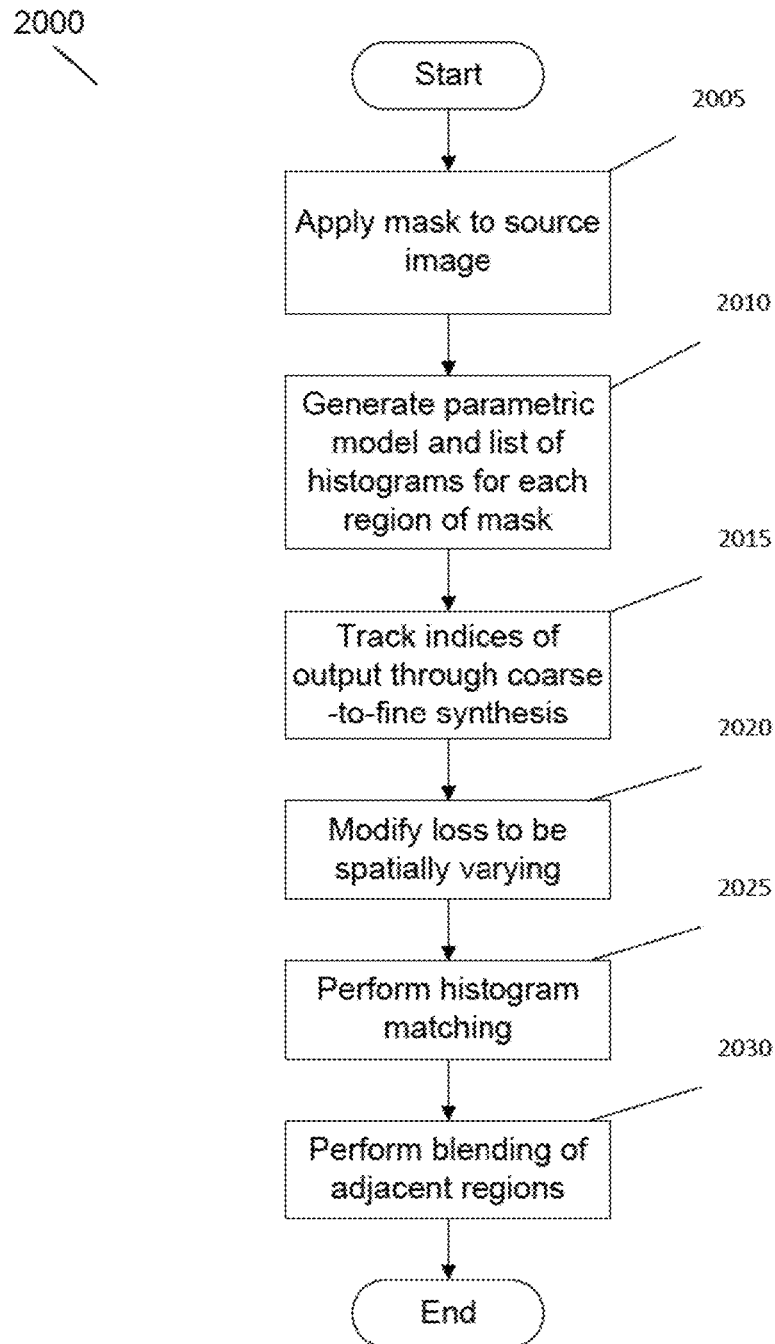 2000
Start
2005
Apply mask to source
image
2010
Generate parametric
model and list of
histograms for each
region of mask
2015
Track indices of
output through coarse
-to-fine synthesis
2020
Modify loss to be
spatially varying
2025
Perform histogram
matching
2030
Perform blending of
adjacent regions
End